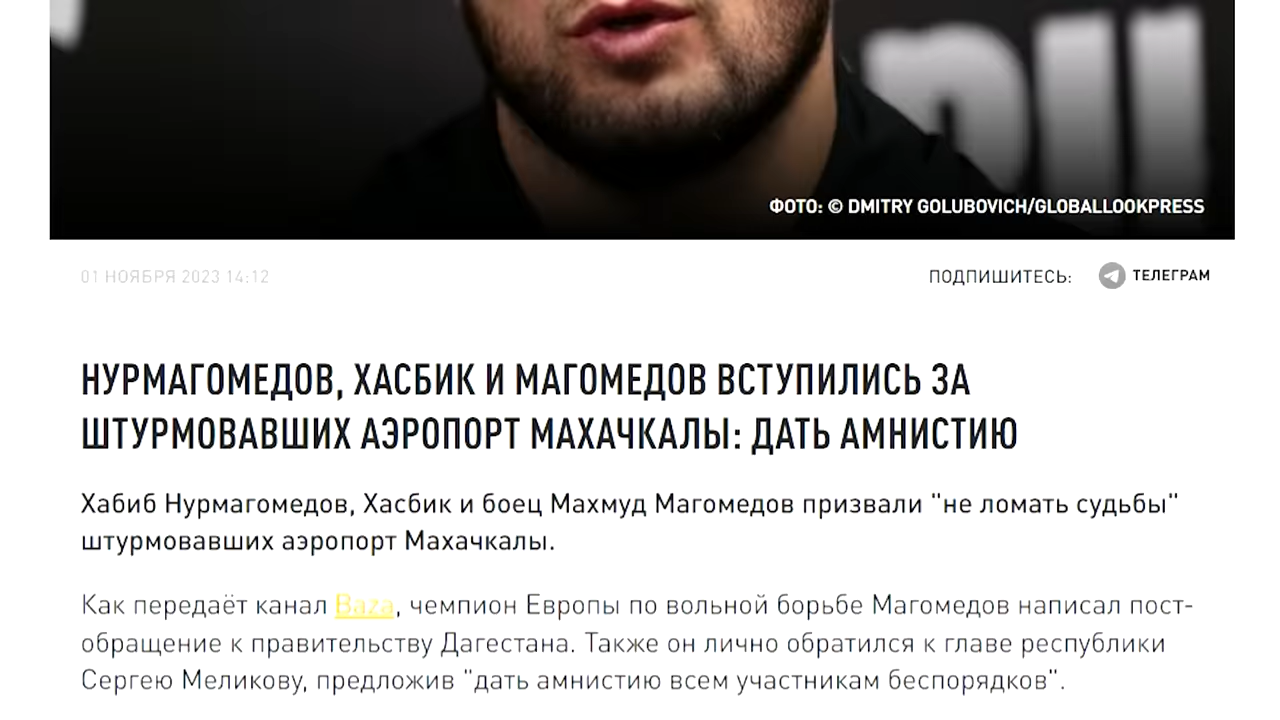 ФОТО: © DMITRY GOLUBOVICH/GLOBALLOOKPRESS
01 НОЯБРЯ 2023 14:12
ПОДПИШИТЕСЬ: ТЕЛЕГРАМ
НУРМАГОМЕДОВ, ХАСБИК И МАГОМЕДОВ ВСТУПИЛИСЬ ЗА
ШТУРМОВАВШИХ АЭРОПОРТ МАХАЧКАЛЫ: ДАТЬ АМНИСТИЮ
Хабиб Нурмагомедов, Хасбик и боец Махмуд Магомедов призвали "не ломать судьбы"
штурмовавших аэропорт Махачкалы.
Как передаёт канал Baza, чемпион Европы по вольной борьбе Магомедов написал пост-
обращение к правительству Дагестана. Также он лично обратился к главе республики
Сергею Меликову, предложив "дать амнистию всем участникам беспорядков".